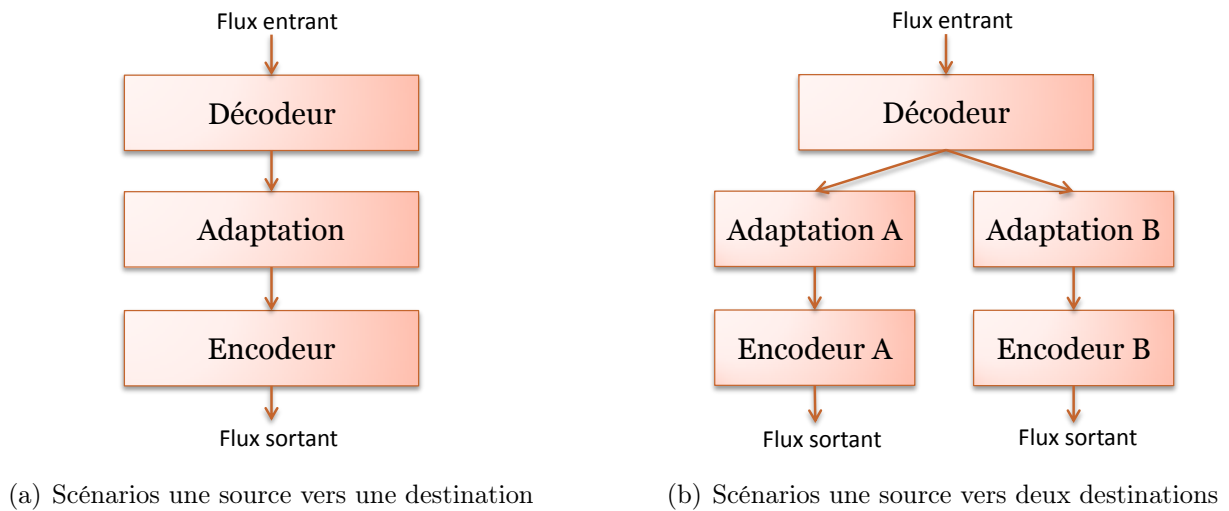 Flux entrant
Décodeur
Adaptation
Encodeur
Flux sortant
(a) Scénarios une source vers une destination
Flux entrant
Décodeur
Adaptation A
Adaptation B
Encodeur A
Encodeur B
Flux sortant
Flux sortant
(b) Scénarios une source vers deux destinations